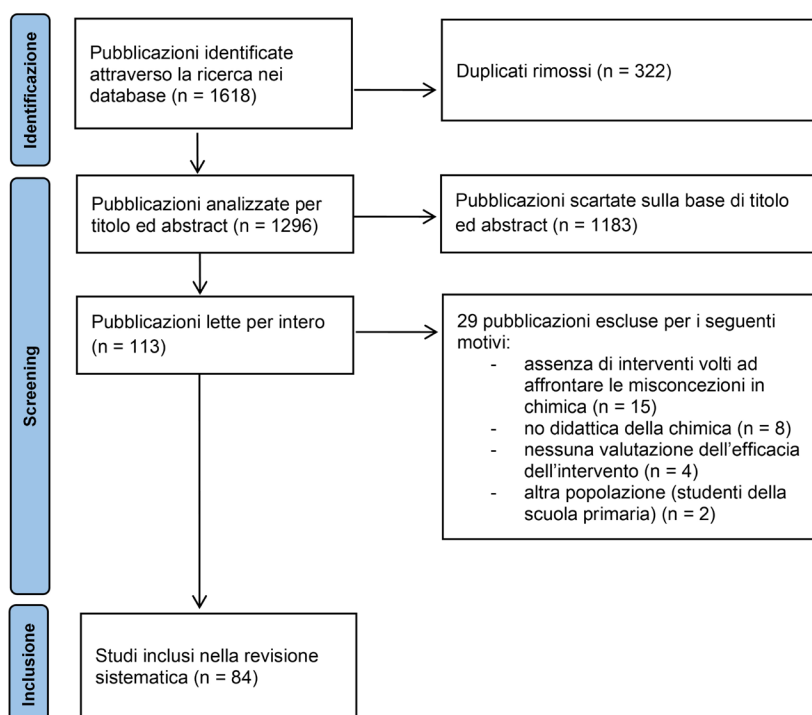 Identificazione
Pubblicazioni identificate
attraverso la ricerca nei
database (n = 1618)
Duplicati rimossi (n = 322)
Screening
Pubblicazioni analizzate per
titolo ed abstract (n = 1296)
Pubblicazioni scartate sulla base di titolo
ed abstract (n = 1183)
Pubblicazioni lette per intero
(n = 113)
29 pubblicazioni escluse per i seguenti
motivi:
- assenza di interventi volti ad
affrontare le misconcezioni in
chimica (n = 15)
- no didattica della chimica (n = 8)
- nessuna valutazione dell'efficacia
dell'intervento (n = 4)
- altra popolazione (studenti della
scuola primaria) (n = 2)
Inclusione
Studi inclusi nella revisione
sistematica (n = 84)